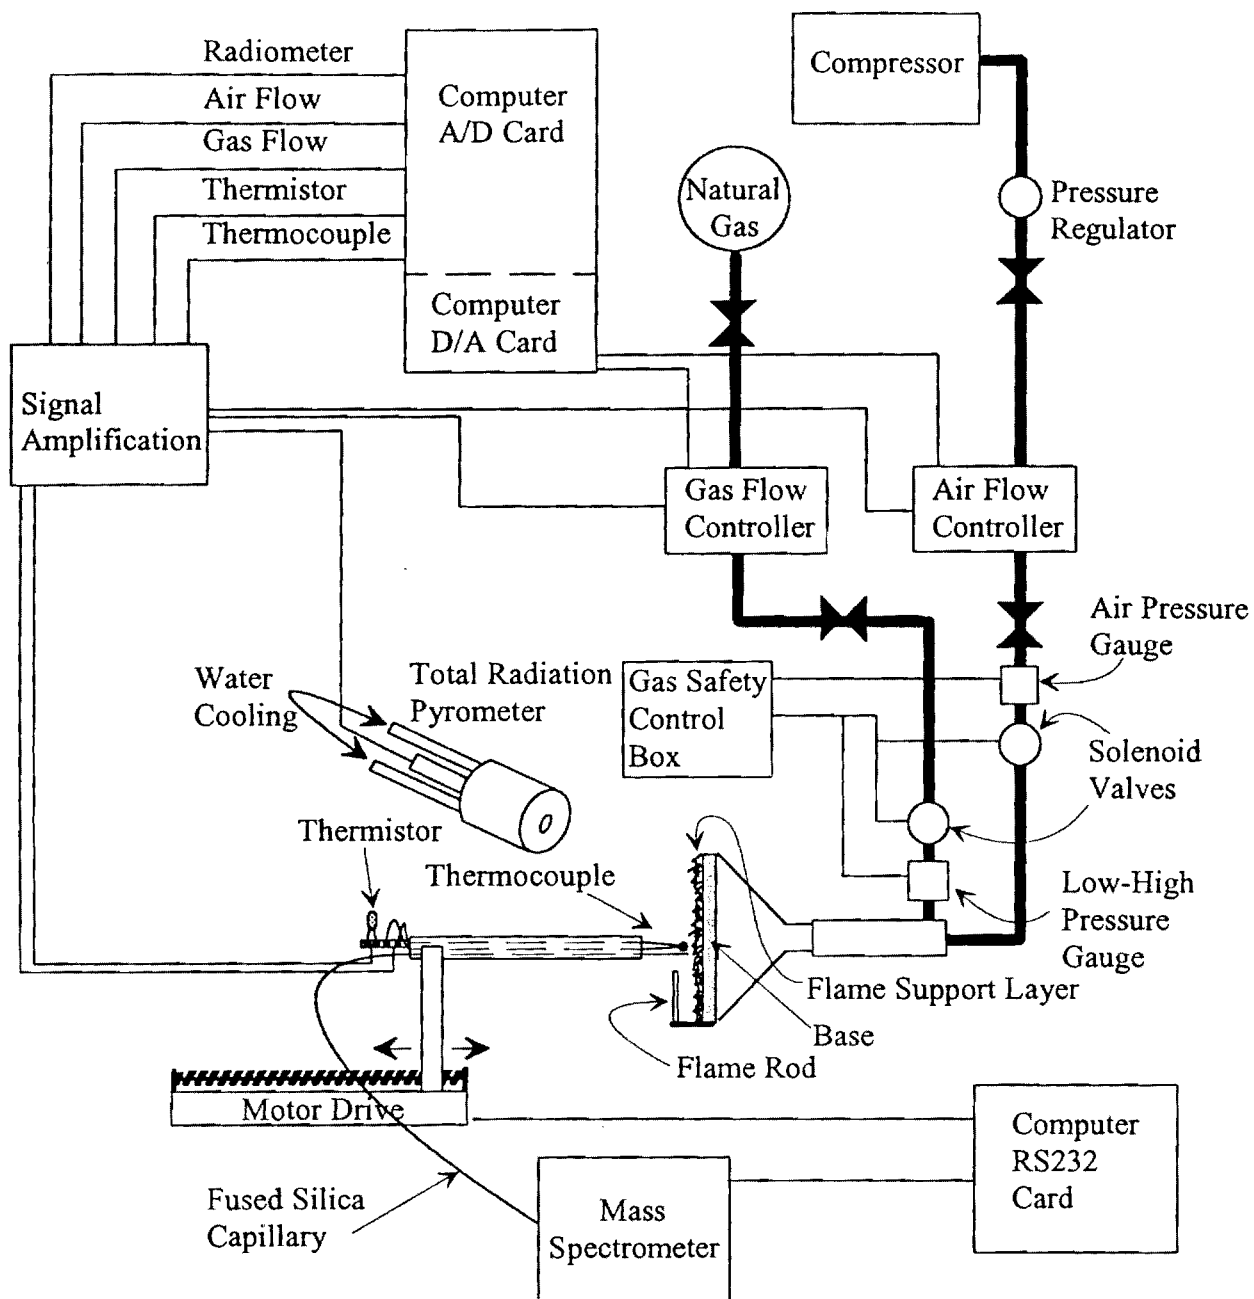 Radiometer
Air Flow
Gas Flow
Thermistor
Thermocouple
Computer
A/D Card
Computer
D/A Card
Compressor
Natural
Gas
Pressure
Regulator
Signal
Amplification
Gas Flow
Controller
Air Flow
Controller
Air Pressure
Gauge
Water
Cooling
Total Radiation
Pyrometer
Gas Safety
Control
Box
Solenoid
Valves
Thermistor
Thermocouple
Low-High
Pressure
Gauge
Flame Support Layer
Base
Flame Rod
Motor Drive
Computer
RS232
Card
Fused Silica
Capillary
Mass
Spectrometer